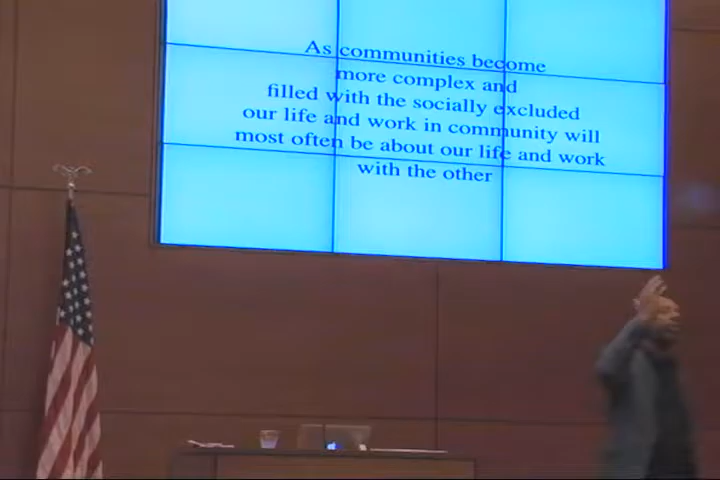 As communities become
more complex and
filled with the socially excluded
our life and work in community will
most often be about our life and work
with the other